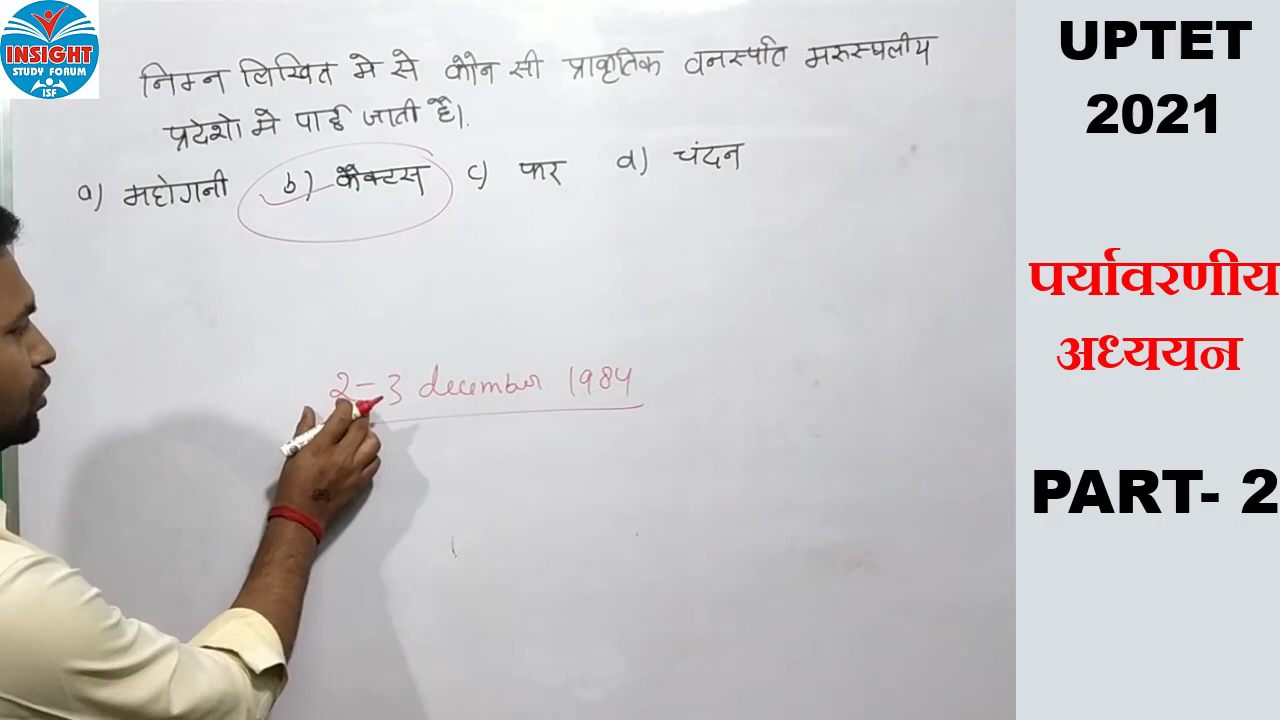 INSIGHT
STUDY FORUM
ISF
निम्न लिखित मे से कौन सी प्राकृतिक वनस्पति मरुस्थलीय
प्रदेशो मे पाई जाती है।.
a) महोगनी b) कैक्टस c) फर d) चंदन
2-3 december 1984
UPTET
2021
पर्यावरणीय
अध्ययन
PART- 2